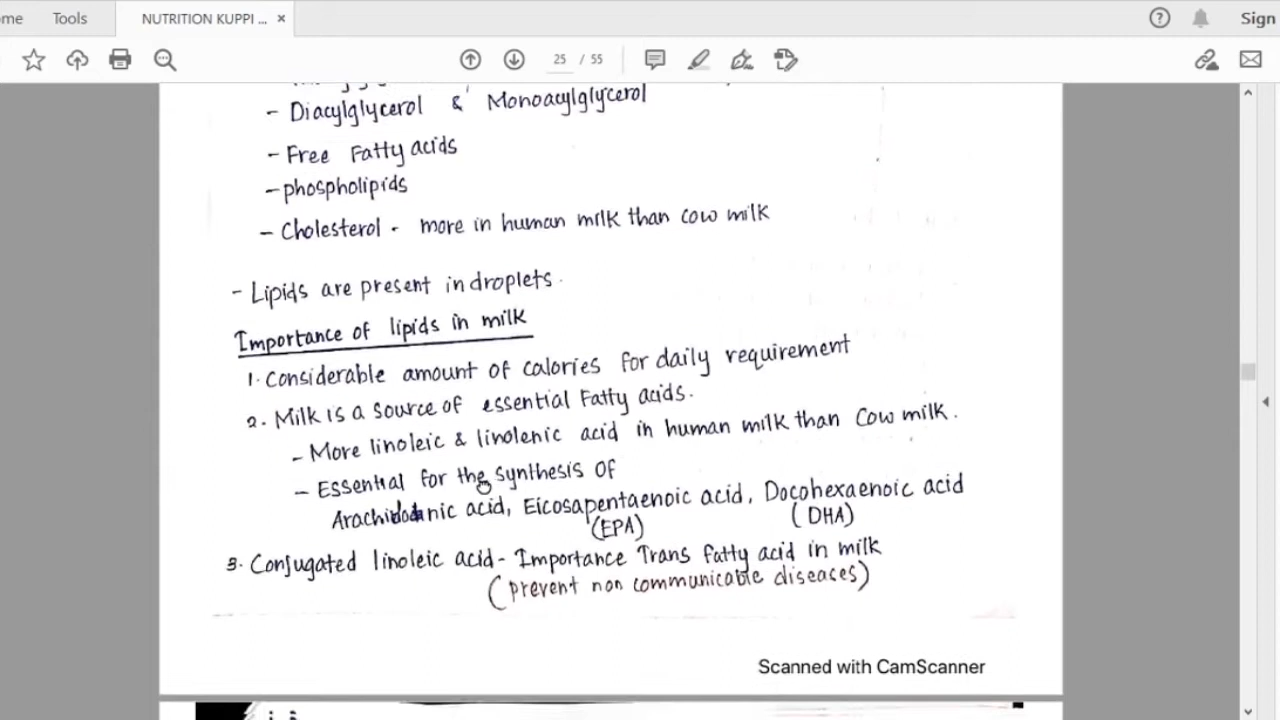 ome Tools NUTRITION KUPPI ... × Sign
25 / 55
- Diacylglycerol & Monoacylglycerol
- Free Fatty acids
- phospholipids
- Cholesterol - more in human milk than cow milk
- Lipids are present in droplets.
Importance of lipids in milk
1. Considerable amount of calories for daily requirement
2. Milk is a source of essential Fatty acids.
- More linoleic & linolenic acid in human milk than Cow milk.
- Essential for the synthesis of
acid, Eicosapentaenoic acid, Docohexaenoic acid
(EPA) (DHA)
3. Conjugated linoleic acid - Importance Trans fatty acid in milk
(prevent non communicable diseases)
Scanned with CamScanner